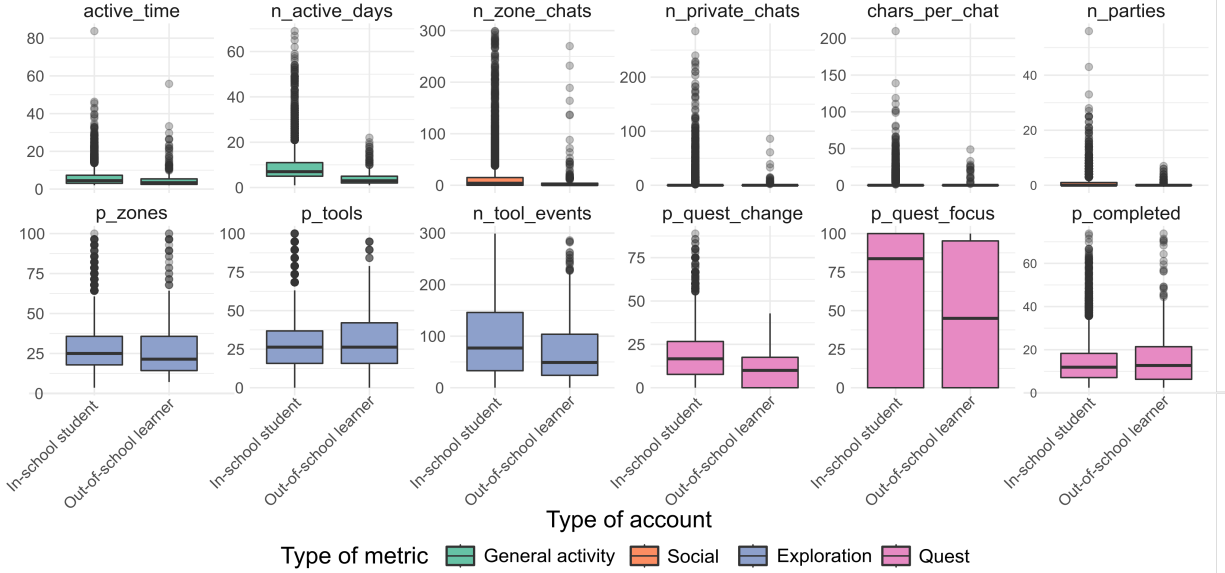 active_time n_active_days n_zone_chats n_private_chats chars_per_chat n_parties
80 60 40 20 0
60 40 20 0
300 200 100 0
200 100 0
200 150 100 50 0
40 20 0
p_zones p_tools n_tool_events p_quest_change p_quest_focus p_completed
100 75 50 25 0
100 75 50 25 0
300 200 100 0
75 50 25 0
100 75 50 25 0
60 40 20 0
In-school student Out-of-school learner In-school student Out-of-school learner In-school student Out-of-school learner In-school student Out-of-school learner In-school student Out-of-school learner In-school student Out-of-school learner
Type of account
Type of metric General activity Social Exploration Quest